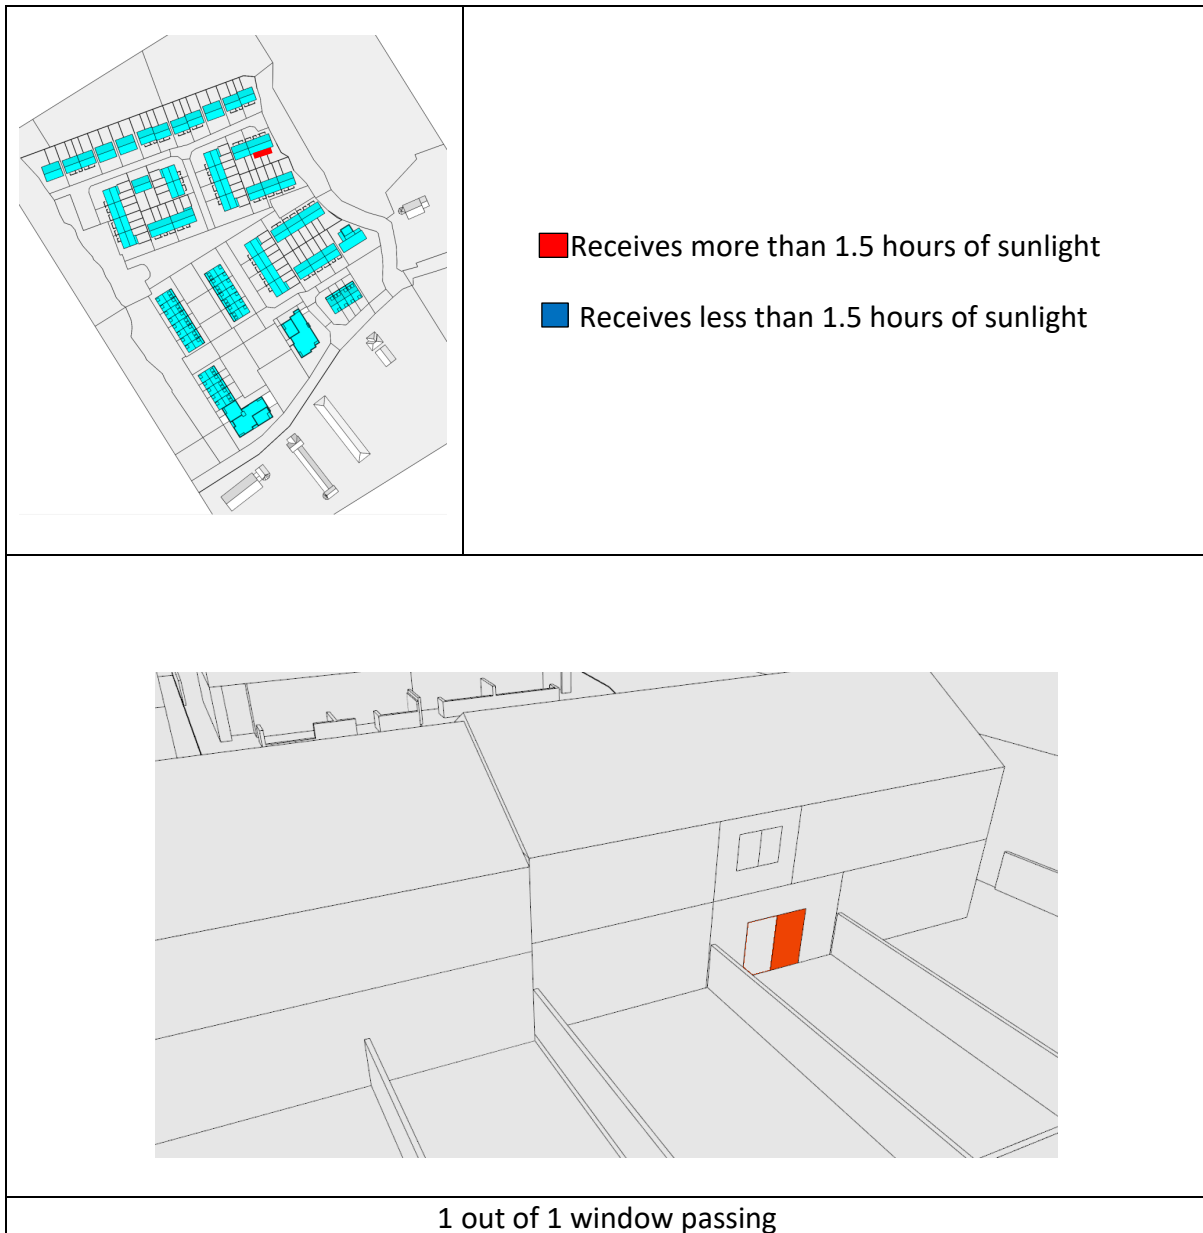 Receives more than 1.5 hours of sunlight
Receives less than 1.5 hours of sunlight
1 out of 1 window passing